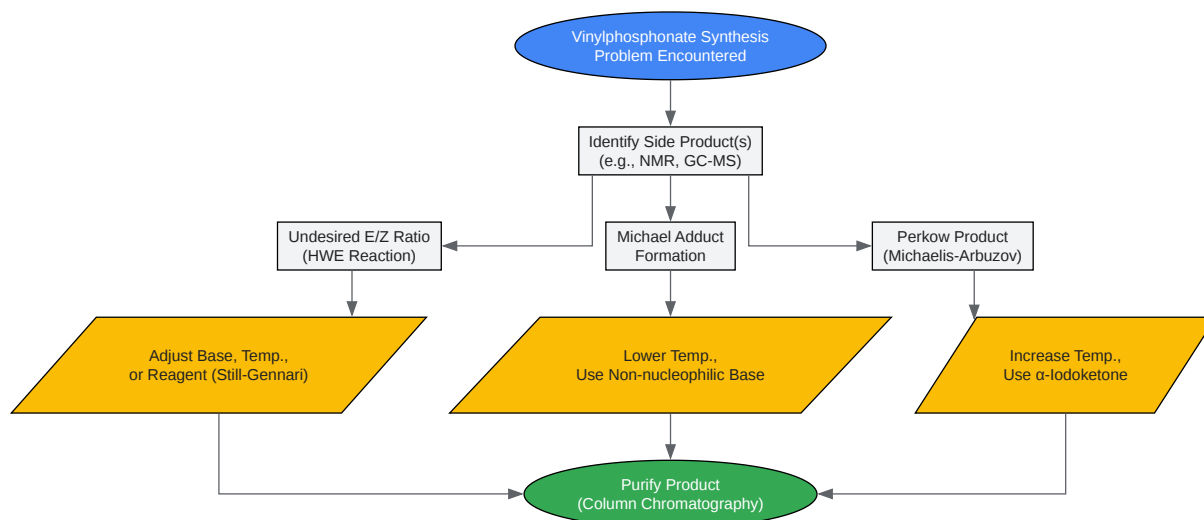 Vinylphosphonate Synthesis
Problem Encountered
Identify Side Product(s)
(e.g., NMR, GC-MS)
Undesired E/Z Ratio
(HWE Reaction)
Michael Adduct
Formation
Perkow Product
(Michaelis-Arbuzov)
Adjust Base, Temp.,
or Reagent (Still-Gennari)
Lower Temp.,
Use Non-nucleophilic Base
Increase Temp.,
Use α-Iodoketone
Purify Product
(Column Chromatography)